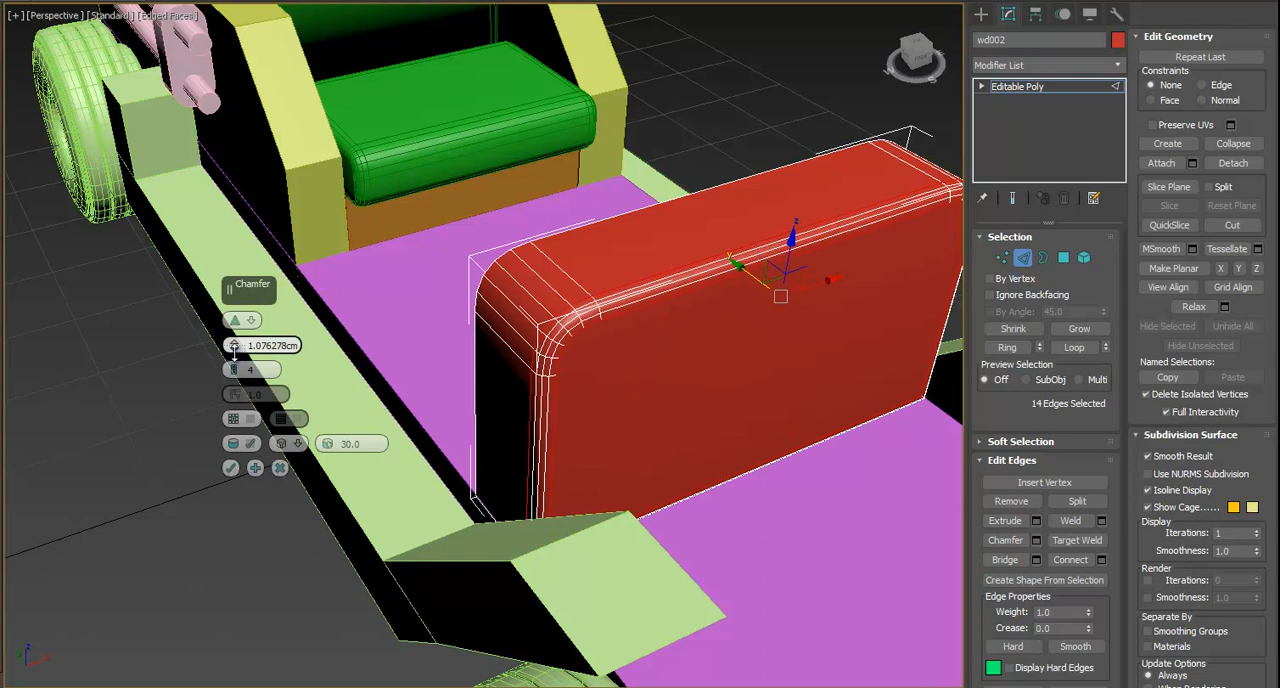 [+] [Perspective] [Standard] [Edged Faces]
Chamfer
1.076278cm
4
1.0
30.0
wd002
Modifier List
Editable Poly
Selection
By Vertex
Ignore Backfacing
By Angle: 45.0
Shrink Grow
Ring Loop
Preview Selection
Off SubObj Multi
14 Edges Selected
Soft Selection
Edit Edges
Insert Vertex
Remove Split
Extrude Weld
Chamfer Target Weld
Bridge Connect
Create Shape From Selection
Edge Properties
Weight: 1.0
Crease: 0.0
Hard Smooth
Display Hard Edges
Edit Geometry
Repeat Last
Constraints
None Edge
Face Normal
Preserve UVs
Create Collapse
Attach Detach
Slice Plane Split
Slice Reset Plane
QuickSlice Cut
MSmooth Tessellate
Make Planar X Y Z
View Align Grid Align
Relax
Hide Selected Unhide All
Hide Unselected
Named Selections:
Copy Paste
Delete Isolated Vertices
Full Interactivity
Subdivision Surface
Smooth Result
Use NURMS Subdivision
Isoline Display
Show Cage......
Display
Iterations: 1
Smoothness: 1.0
Render
Iterations: 0
Smoothness: 1.0
Separate By
Smoothing Groups
Materials
Update Options
Always